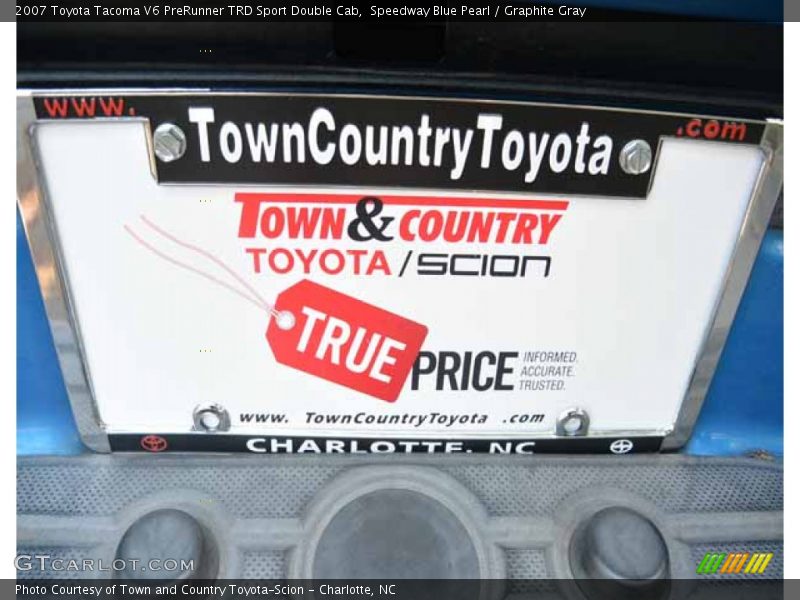 2007 Toyota Tacoma V6 PreRunner TRD Sport Double Cab,  Speedway Blue Pearl / Graphite Gray
www. .com
TownCountryToyota
TOWN & COUNTRY
TOYOTA / SCION
TRUE PRICE
INFORMED.
ACCURATE.
TRUSTED.
www. TownCountryToyota .com
CHARLOTTE, NC
GTCARLOT.COM
Photo Courtesy of Town and Country Toyota-Scion – Charlotte, NC